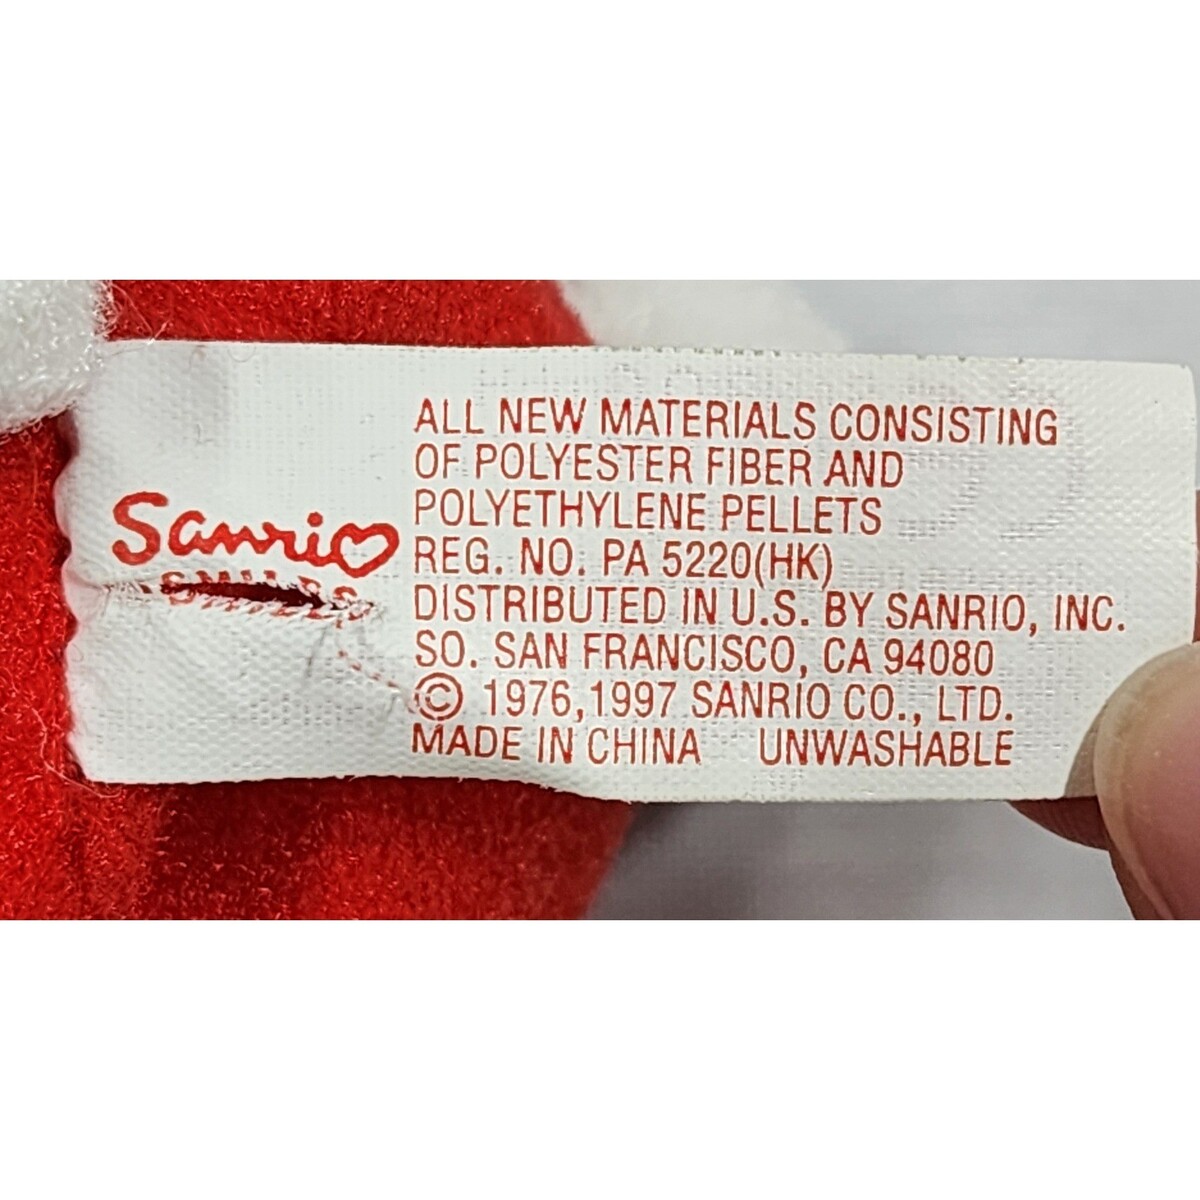 Sanrio
SMILES
ALL NEW MATERIALS CONSISTING
OF POLYESTER FIBER AND
POLYETHYLENE PELLETS
REG. NO. PA 5220(HK)
DISTRIBUTED IN U.S. BY SANRIO, INC.
SO. SAN FRANCISCO, CA 94080
© 1976,1997 SANRIO CO., LTD.
MADE IN CHINA UNWASHABLE